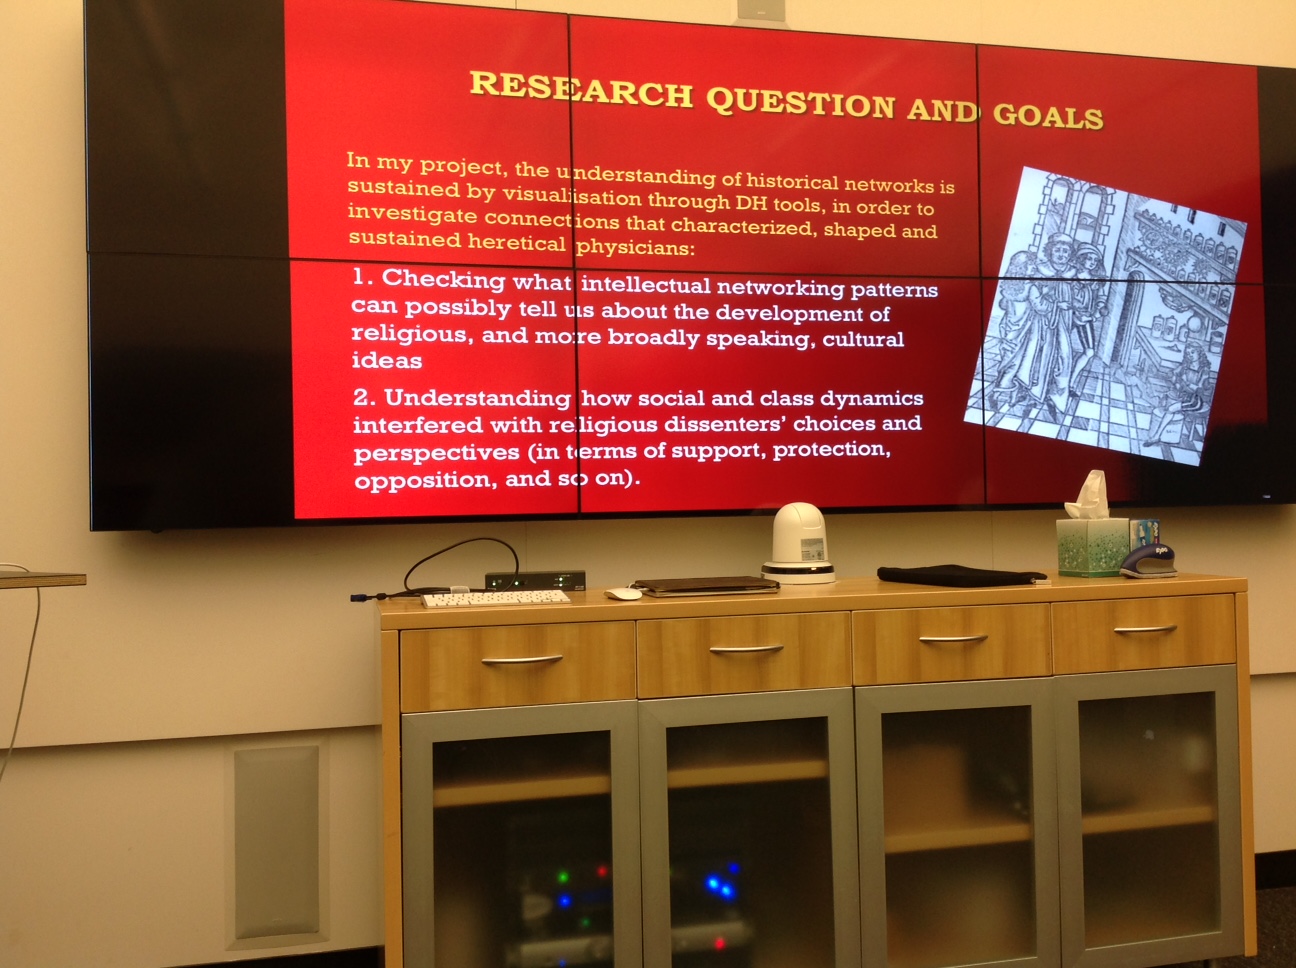 RESEARCH QUESTION AND GOALS
In my project, the understanding of historical networks is
sustained by visualisation through DH tools, in order to
investigate connections that characterized, shaped and
sustained heretical physicians:
1. Checking what intellectual networking patterns
can possibly tell us about the development of
religious, and more broadly speaking, cultural
ideas
2. Understanding how social and class dynamics
interfered with religious dissenters' choices and
perspectives (in terms of support, protection,
opposition, and so on).